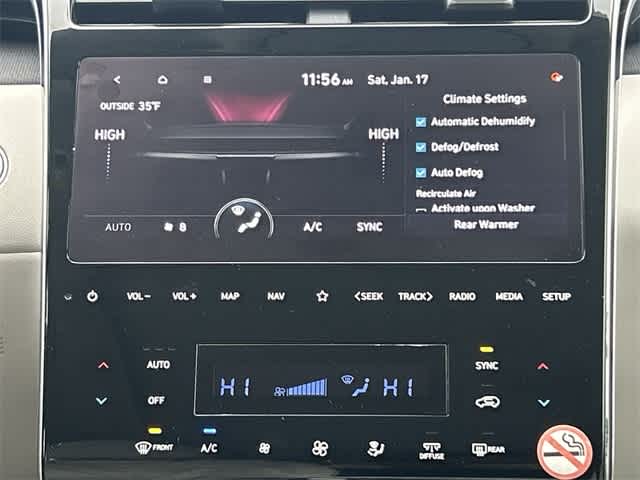 11:56 AM Sat. Jan. 17
OUTSIDE 35°F
HIGH
HIGH
Climate Settings
Automatic Dehumidify
Defog/Defrost
Auto Defog
Recirculate Air
Activate upon Washer
Rear Warmer
AUTO 8 A/C SYNC
VOL− VOL+ MAP NAV <SEEK TRACK> RADIO MEDIA SETUP
AUTO
SYNC
HI HI
OFF
FRONT A/C DIFFUSE REAR